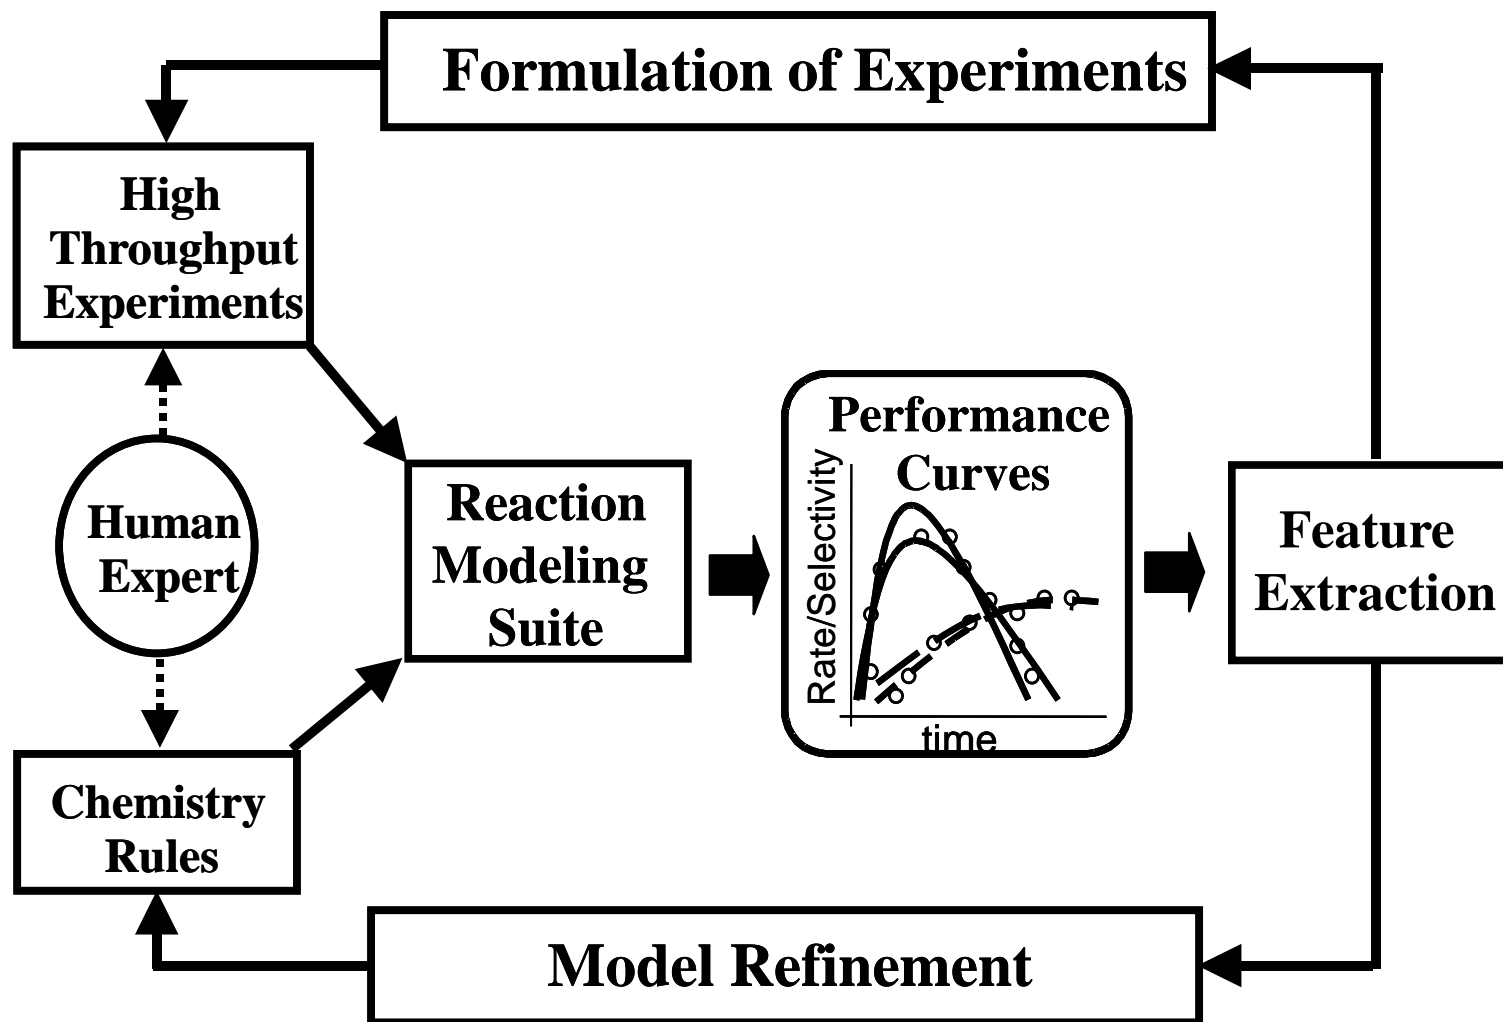 Formulation of Experiments
High
Throughput
Experiments
Human
Expert
Chemistry
Rules
Reaction
Modeling
Suite
Performance
Curves
Rate/Selectivity
time
Feature
Extraction
Model Refinement